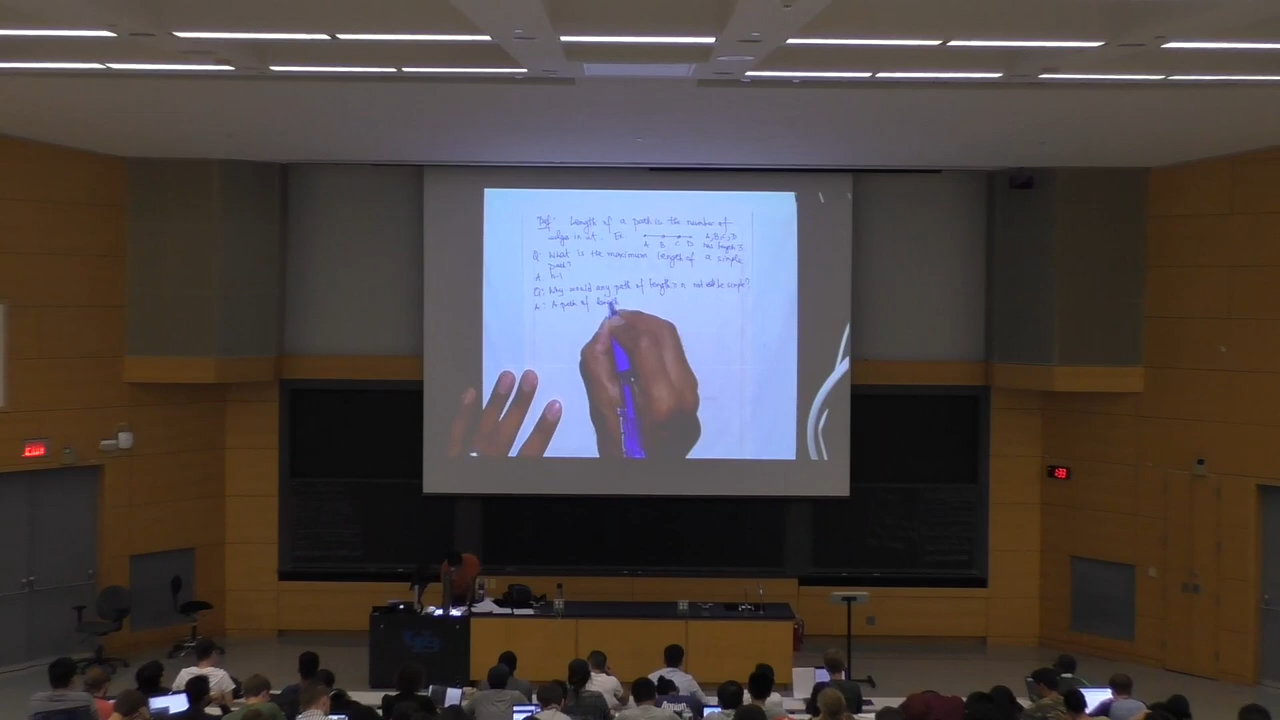 Def: Length of a path is the number of
edges in it. Ex. A, B, C, D
A B C D has length 3.
Q: What is the maximum length of a simple
path?
A: n-1
Q: Why would any path of length ≥ n not be simple?
A: A path of length